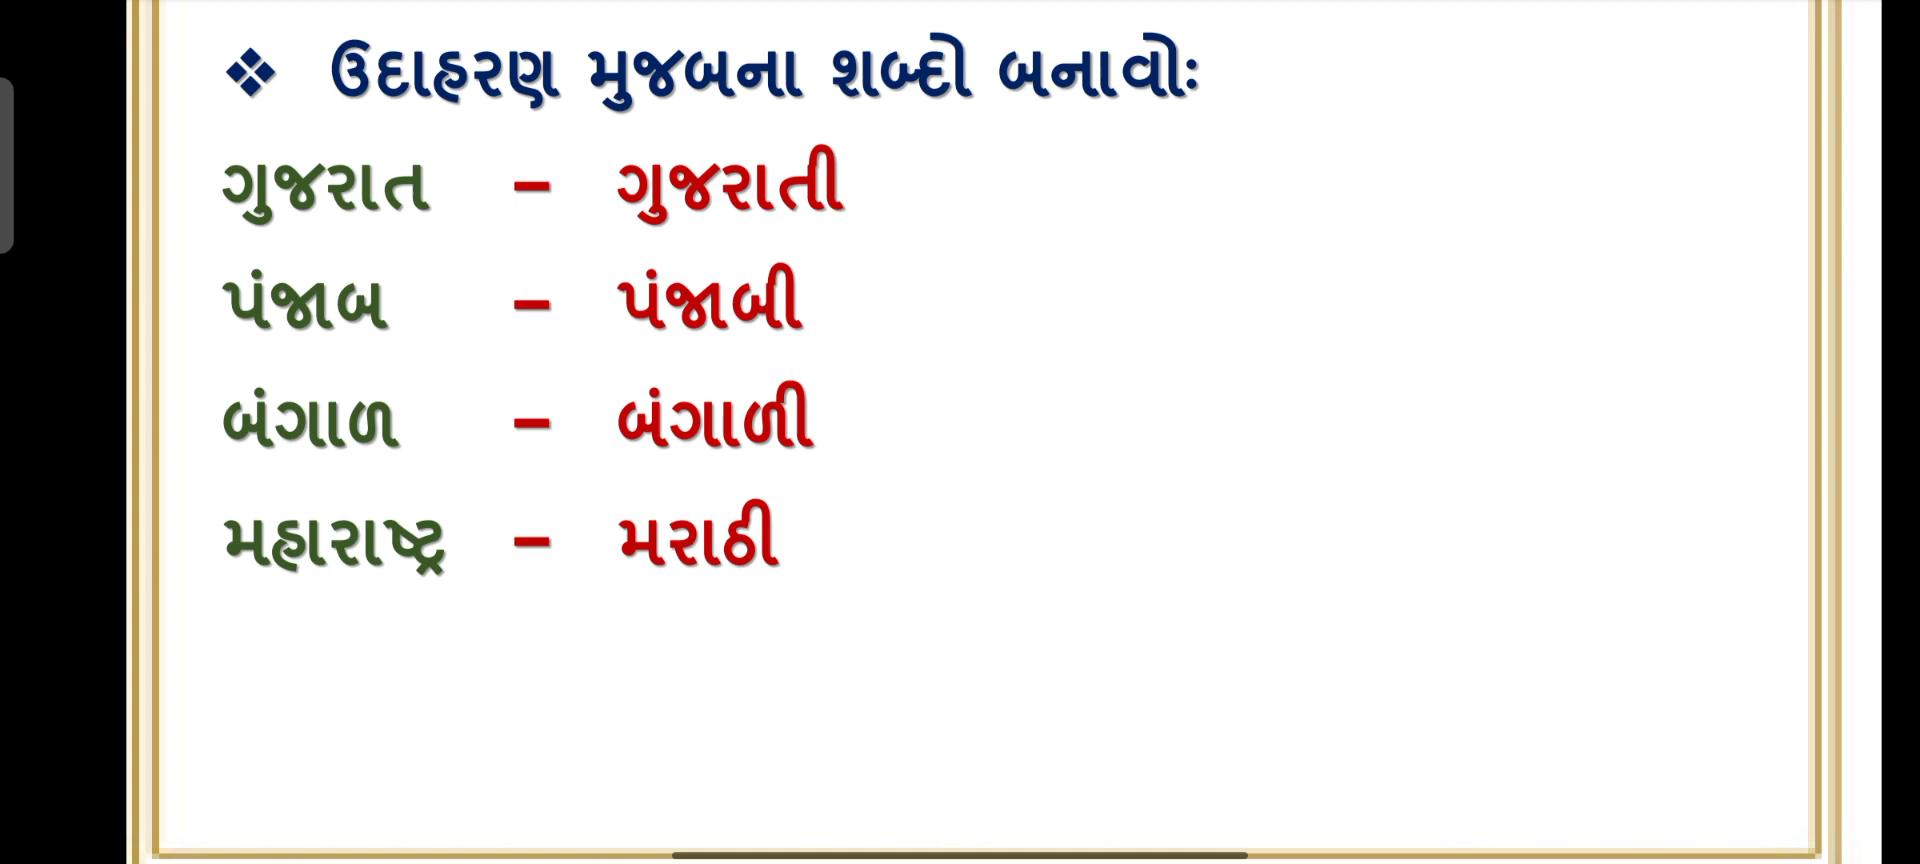 ❖ ઉદાહરણ મુજબના શબ્દો બનાવોઃ
ગુજરાત – ગુજરાતી
પંજાબ – પંજાબી
બંગાળ – બંગાળી
મહારાષ્ટ્ર – મરાઠી